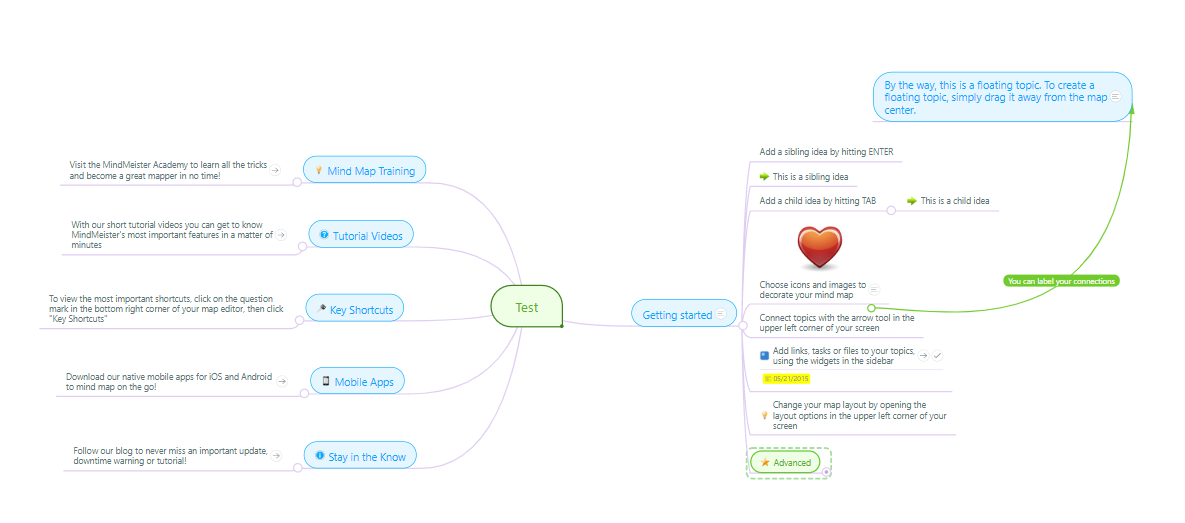 By the way, this is a floating topic. To create a
floating topic, simply drag it away from the map
center.
Visit the MindMeister Academy to learn all the tricks
and become a great mapper in no time!
Mind Map Training
With our short tutorial videos you can get to know
MindMeister's most important features in a matter of
minutes
Tutorial Videos
To view the most important shortcuts, click on the question
mark in the bottom right corner of your map editor, then click
"Key Shortcuts"
Key Shortcuts
Download our native mobile apps for iOS and Android
to mind map on the go!
Mobile Apps
Follow our blog to never miss an important update,
downtime warning or tutorial!
Stay in the Know
Test
Getting started
Add a sibling idea by hitting ENTER
This is a sibling idea
Add a child idea by hitting TAB
This is a child idea
Choose icons and images to
decorate your mind map
You can label your connections
Connect topics with the arrow tool in the
upper left corner of your screen
Add links, tasks or files to your topics,
using the widgets in the sidebar
05/21/2015
Change your map layout by opening the
layout options in the upper left corner of your
screen
Advanced